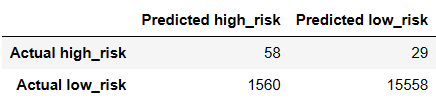 Predicted high_risk Predicted low_risk
Actual high_risk 58 29
Actual low_risk 1560 15558